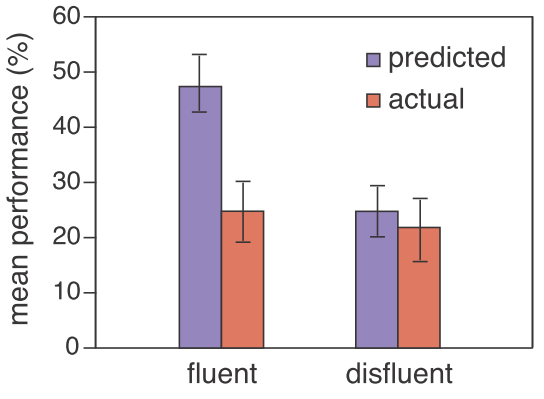 mean performance (%)
60
50
40
30
20
10
0
predicted
actual
fluent
disfluent